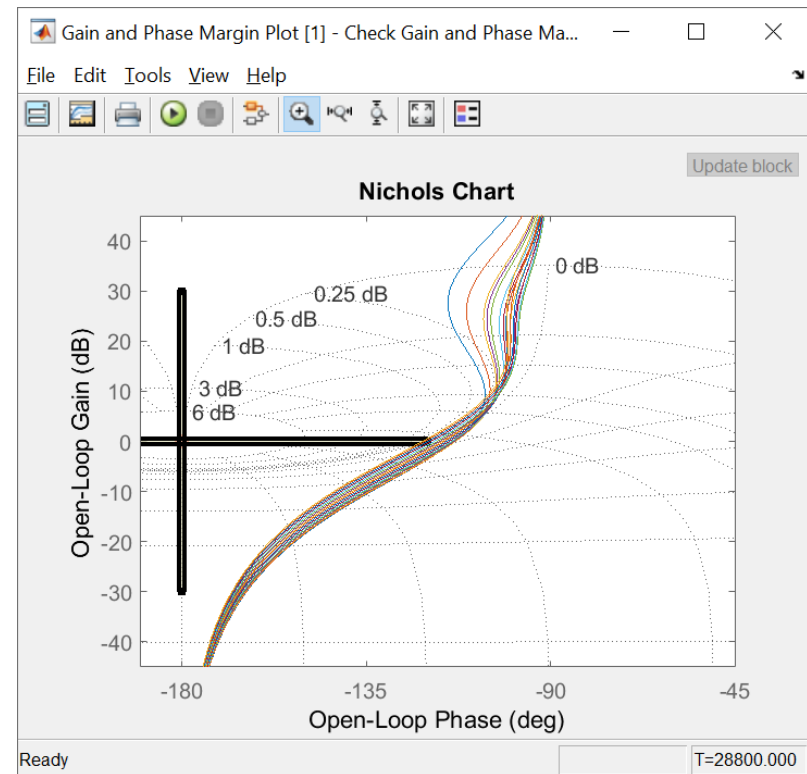 Gain and Phase Margin Plot [1] - Check Gain and Phase Ma...
File Edit Tools View Help
Update block
Nichols Chart
40
30
20
10
0
-10
-20
-30
-40
Open-Loop Gain (dB)
0 dB
0.25 dB
0.5 dB
1 dB
3 dB
6 dB
-180 -135 -90 -45
Open-Loop Phase (deg)
Ready T=28800.000